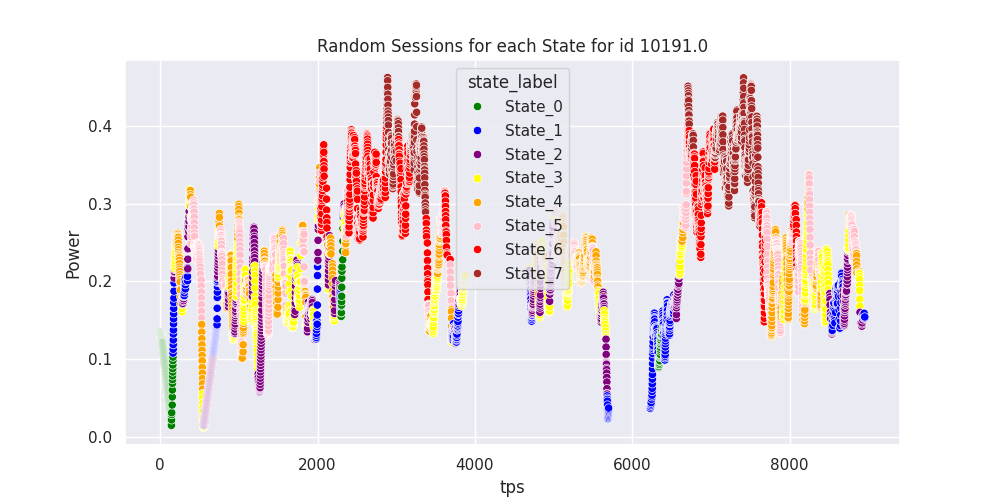 Random Sessions for each State for id 10191.0
state_label
State_0
State_1
State_2
State_3
State_4
State_5
State_6
State_7
Power
0.4
0.3
0.2
0.1
0.0
0 2000 4000 6000 8000
tps